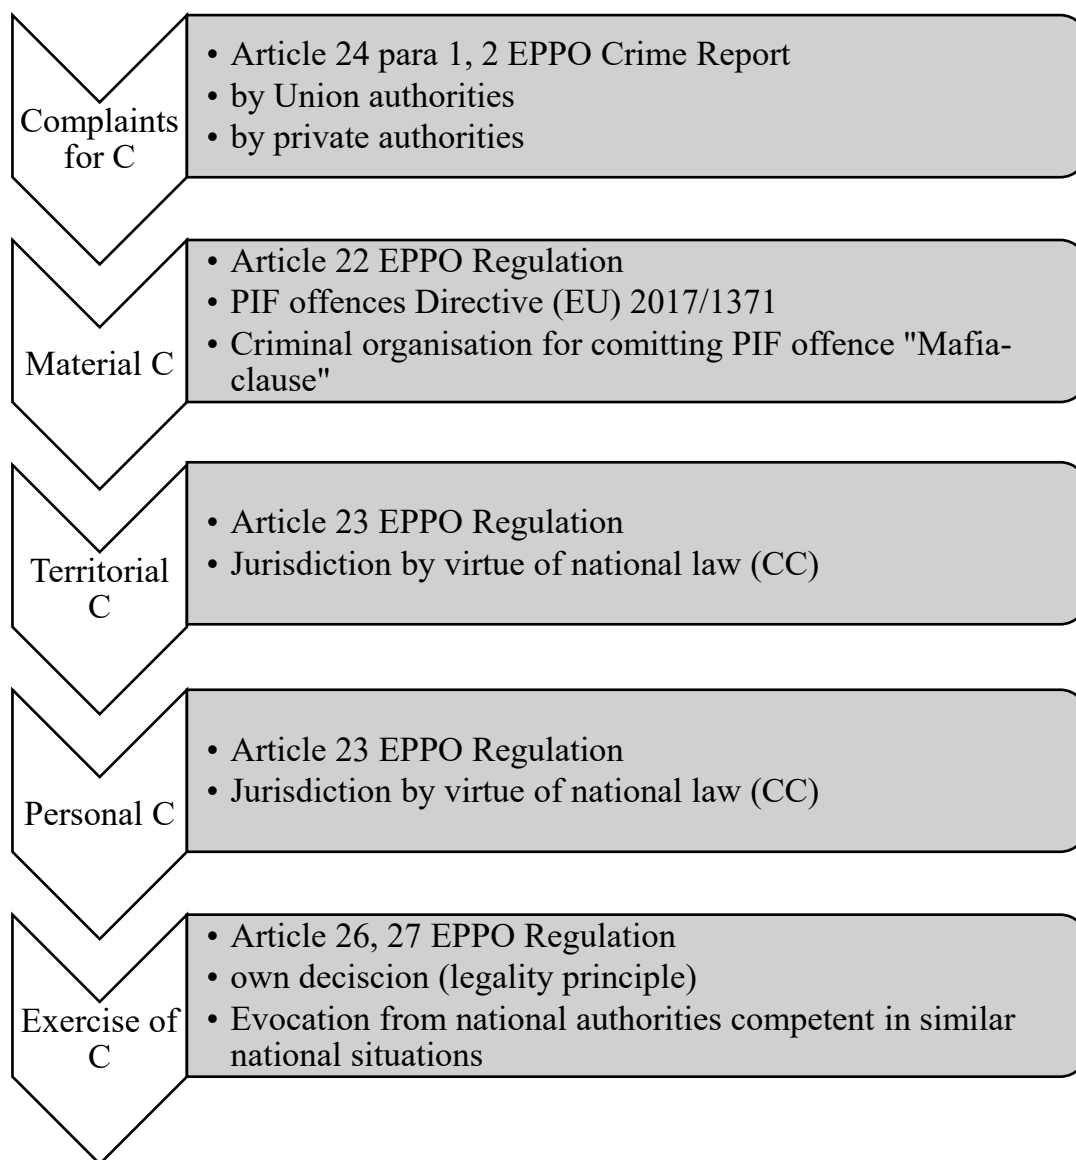 Complaints
for C
• Article 24 para 1, 2 EPPO Crime Report
• by Union authorities
• by private authorities
Material C
• Article 22 EPPO Regulation
• PIF offences Directive (EU) 2017/1371
• Criminal organisation for comitting PIF offence "Mafia-
clause"
Territorial
C
• Article 23 EPPO Regulation
• Jurisdiction by virtue of national law (CC)
Personal C
• Article 23 EPPO Regulation
• Jurisdiction by virtue of national law (CC)
Exercise of
C
• Article 26, 27 EPPO Regulation
• own deciscion (legality principle)
• Evocation from national authorities competent in similar
national situations